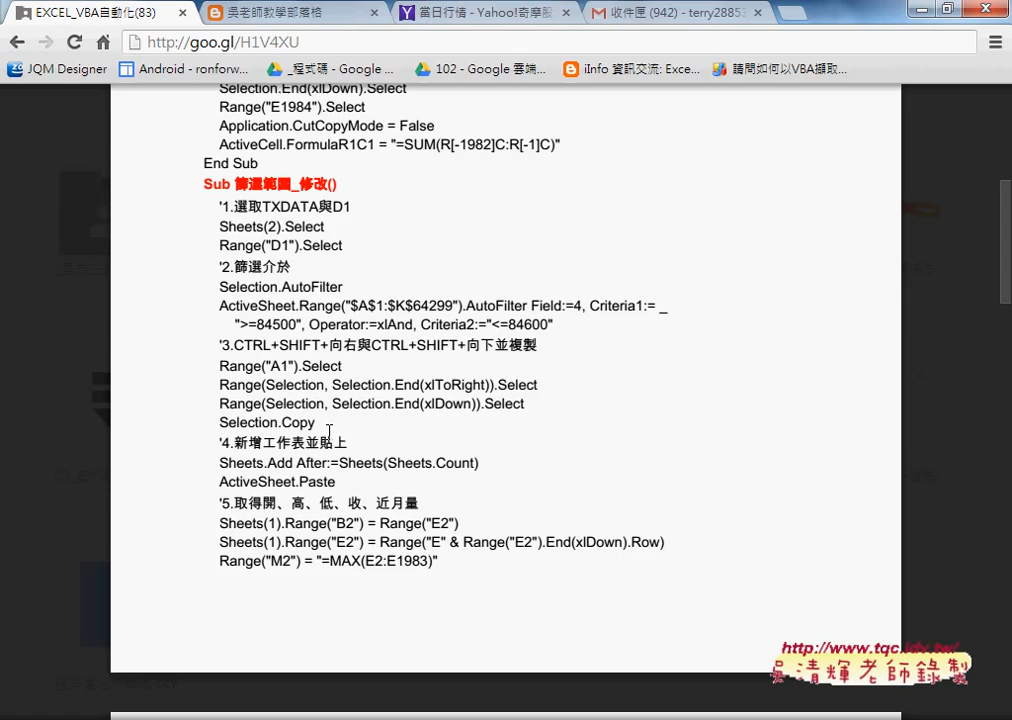 EXCEL_VBA自動化(83)
吳老師教學部落格
當日行情 - Yahoo!奇摩股
收件匣 (942) - terry2885
http://goo.gl/H1V4XU
JQM Designer
Android - ronforw...
_程式碼 - Google ...
102 - Google 雲端...
iInfo 資訊交流: Exce...
請問如何以VBA擷取...
Selection.End(xlDown).Select
Range("E1984").Select
Application.CutCopyMode = False
ActiveCell.FormulaR1C1 = "=SUM(R[-1982]C:R[-1]C)"
End Sub
Sub 篩選範圍_修改()
'1.選取TXDATA與D1
Sheets(2).Select
Range("D1").Select
'2.篩選介於
Selection.AutoFilter
ActiveSheet.Range("$A$1:$K$64299").AutoFilter Field:=4, Criteria1:= _
">=84500", Operator:=xlAnd, Criteria2:="<=84600"
'3.CTRL+SHIFT+向右與CTRL+SHIFT+向下並複製
Range("A1").Select
Range(Selection, Selection.End(xlToRight)).Select
Range(Selection, Selection.End(xlDown)).Select
Selection.Copy
'4.新增工作表並貼上
Sheets.Add After:=Sheets(Sheets.Count)
ActiveSheet.Paste
'5.取得開、高、低、收、近月量
Sheets(1).Range("B2") = Range("E2")
Sheets(1).Range("E2") = Range("E" & Range("E2").End(xlDown).Row)
Range("M2") = "=MAX(E2:E1983)"
http://www.tqc.idv.tw/
吳清輝老師錄製